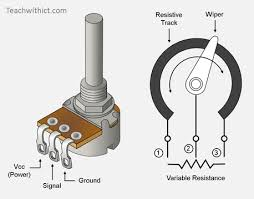 Teachwithict.com
Resistive
Track
Wiper
Vcc
(Power)
Signal
Ground
1
2
3
Variable Resistance